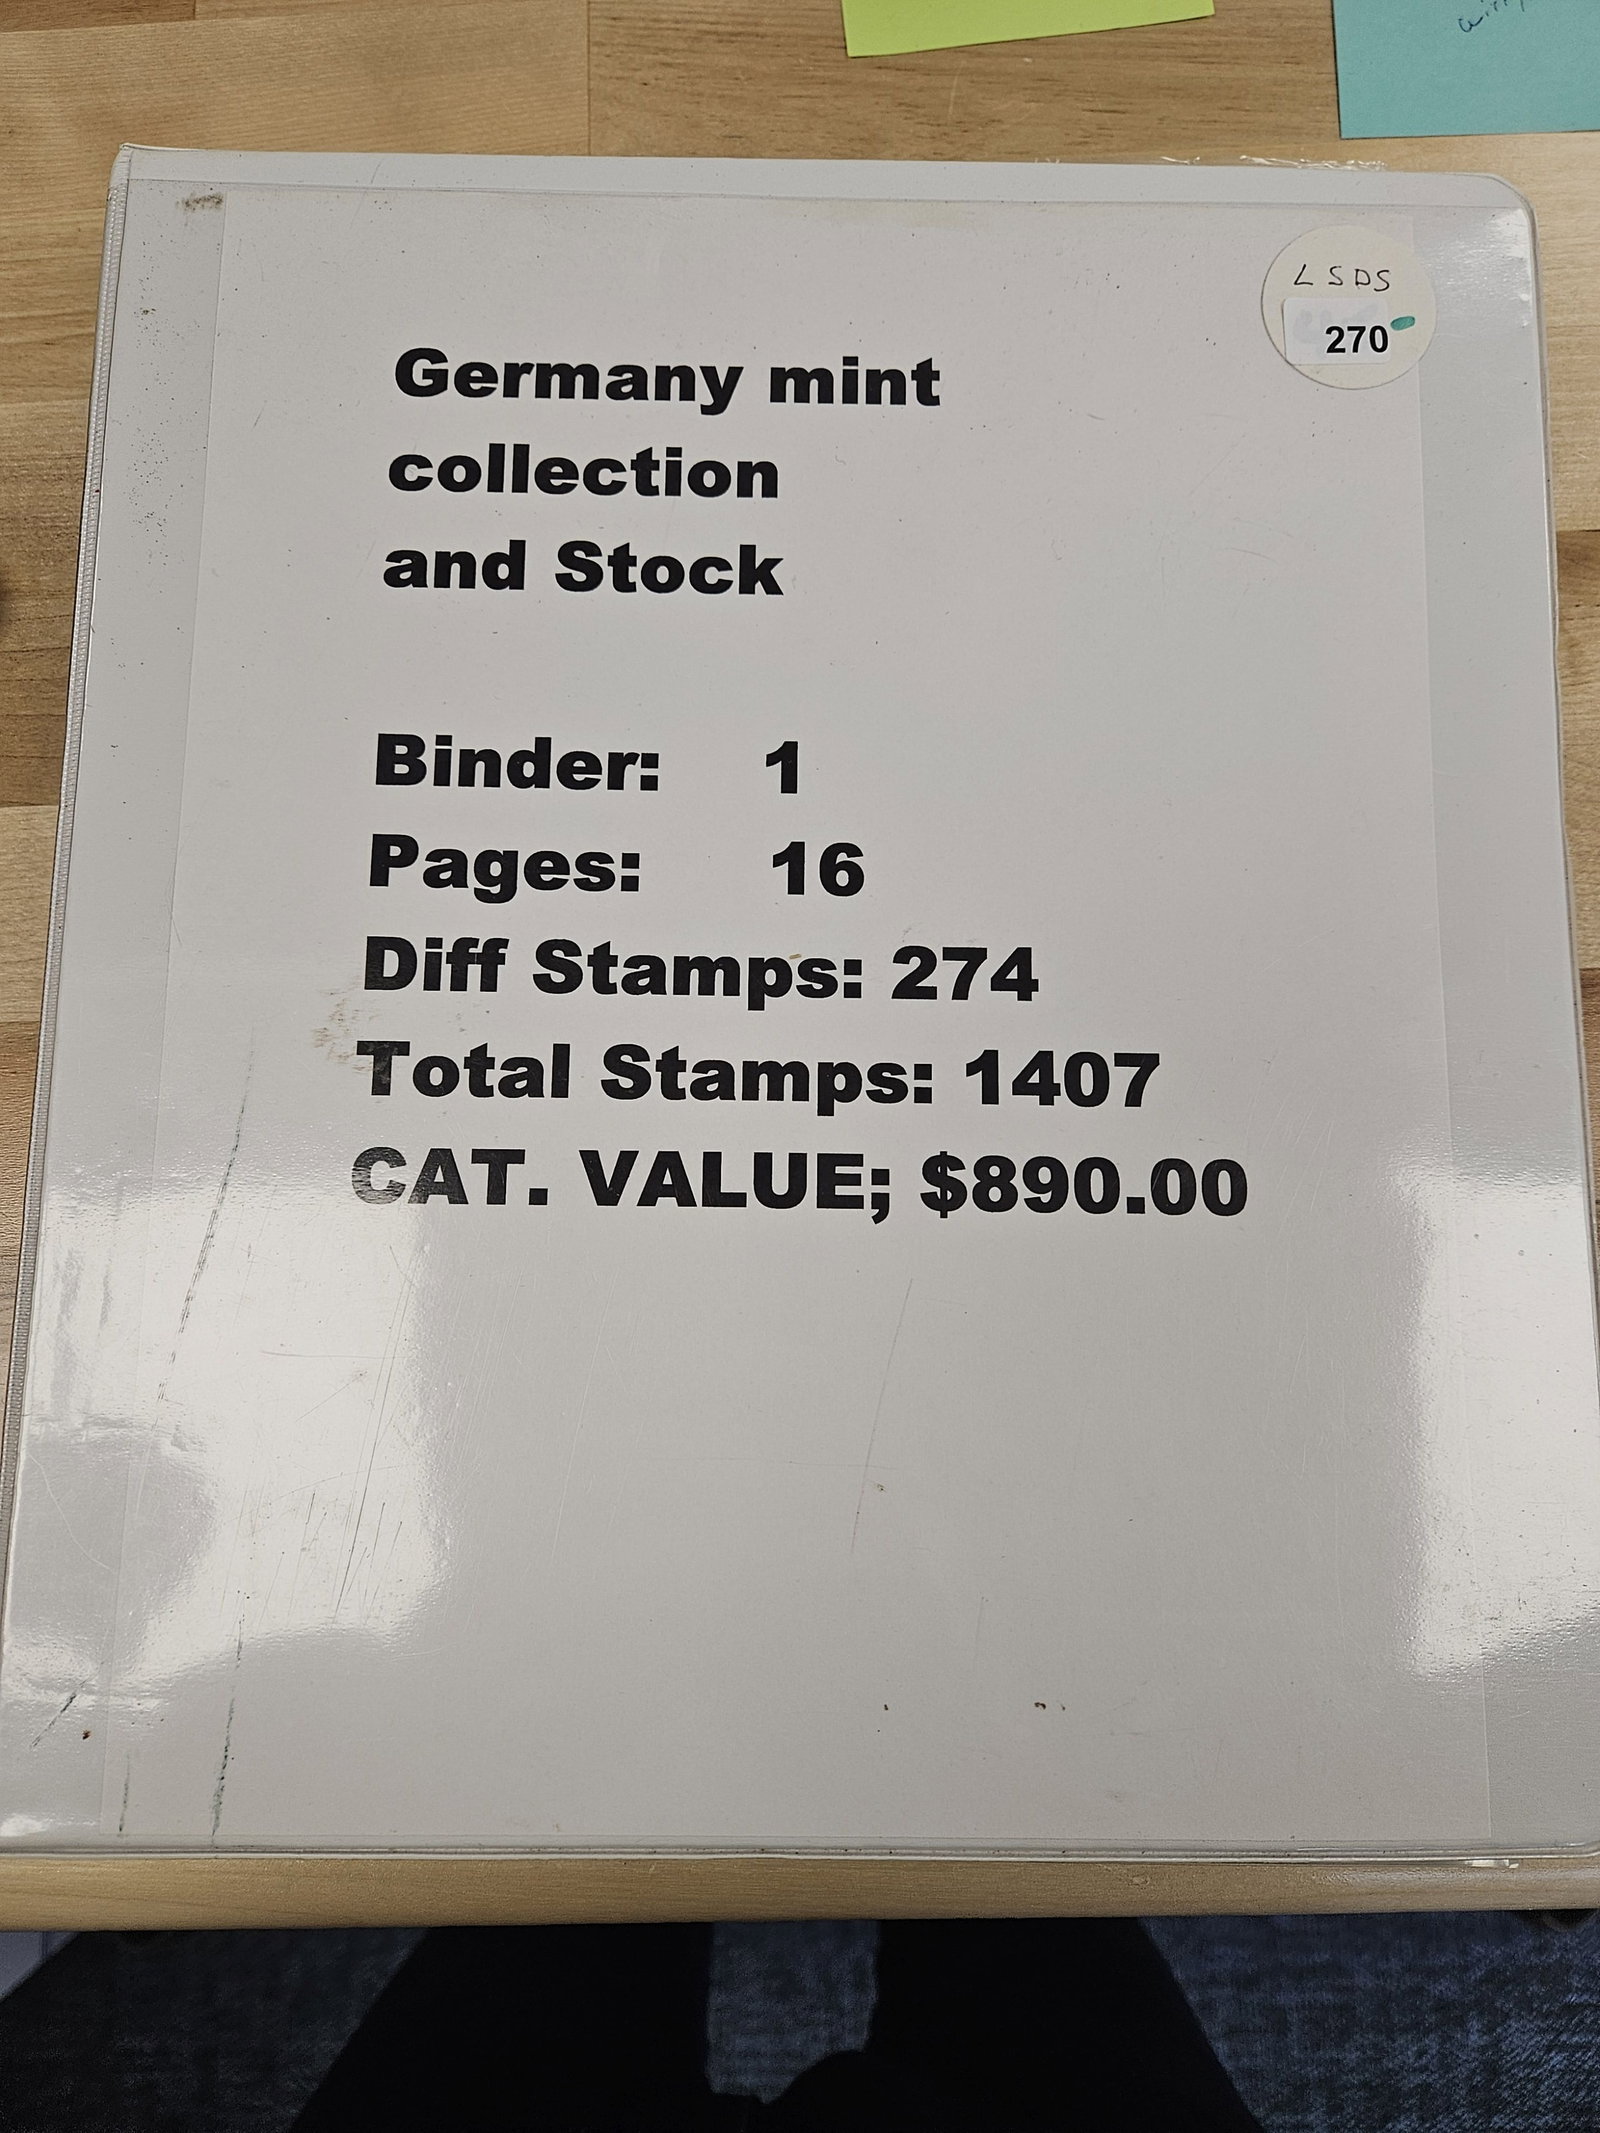 L S D S
270
Germany mint
collection
and Stock
Binder: 1
Pages: 16
Diff Stamps: 274
Total Stamps: 1407
CAT. VALUE; $890.00